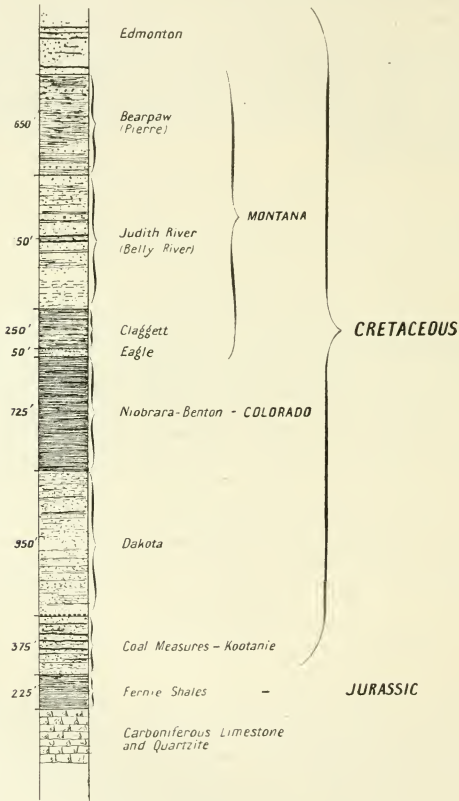 Edmonton
650'
Bearpaw
(Pierre)
MONTANA
50'
Judith River
(Belly River)
250'
Claggett
CRETACEOUS
50'
Eagle
725'
Niobrara-Benton - COLORADO
950'
Dakota
375'
Coal Measures - Kootanie
225'
Fernie Shales - JURASSIC
Carboniferous Limestone
and Quartzite